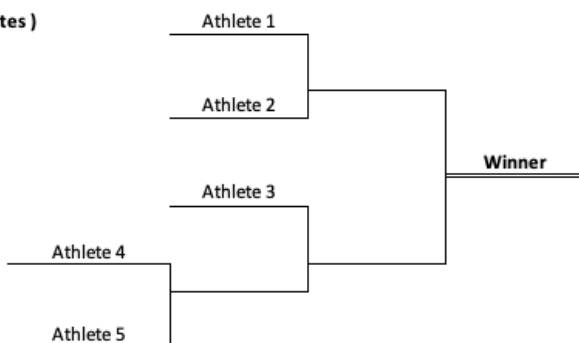 tes )
Athlete 1
Athlete 2
Winner
Athlete 3
Athlete 4
Athlete 5